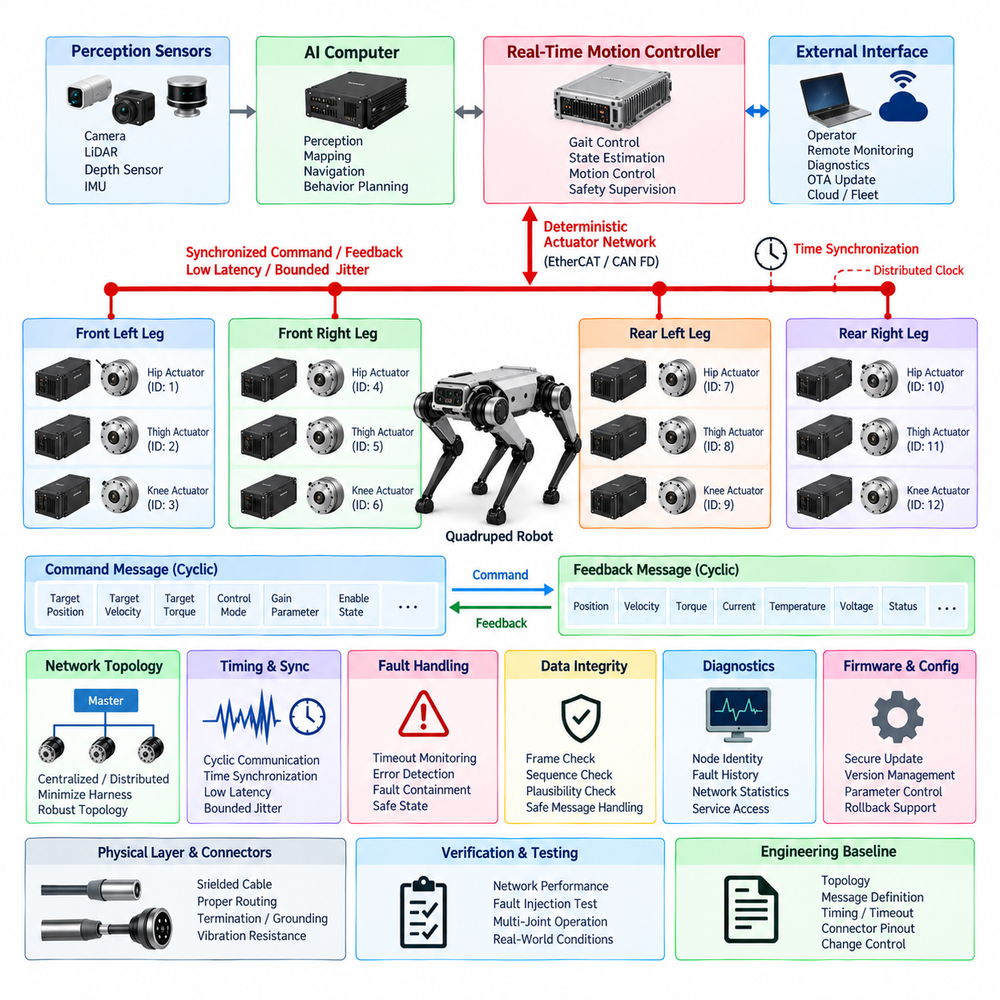 Perception Sensors
Camera
LiDAR
Depth Sensor
IMU
AI Computer
Perception
Mapping
Navigation
Behavior Planning
Real-Time Motion Controller
Gait Control
State Estimation
Motion Control
Safety Supervision
External Interface
Operator
Remote Monitoring
Diagnostics
OTA Update
Cloud / Fleet
Synchronized Command / Feedback
Low Latency / Bounded Jitter
Deterministic
Actuator Network
(EtherCAT / CAN FD)
Time Synchronization
Distributed Clock
Front Left Leg
Hip Actuator
(ID: 1)
Thigh Actuator
(ID: 2)
Knee Actuator
(ID: 3)
Front Right Leg
Hip Actuator
(ID: 4)
Thigh Actuator
(ID: 5)
Knee Actuator
(ID: 6)
Quadruped Robot
Rear Left Leg
Hip Actuator
(ID: 7)
Thigh Actuator
(ID: 8)
Knee Actuator
(ID: 9)
Rear Right Leg
Hip Actuator
(ID: 10)
Thigh Actuator
(ID: 11)
Knee Actuator
(ID: 12)
Command Message (Cyclic)
Target
Position
Target
Velocity
Target
Torque
Control
Mode
Gain
Parameter
Enable
State
...
Command
Feedback
Feedback Message (Cyclic)
Position
Velocity
Torque
Current
Temperature
Voltage
Status
...
Network Topology
Master
Centralized / Distributed
Minimize Harness
Robust Topology
Timing & Sync
Cyclic Communication
Time Synchronization
Low Latency
Bounded Jitter
Fault Handling
Timeout Monitoring
Error Detection
Fault Containment
Safe State
Data Integrity
Frame Check
Sequence Check
Plausibility Check
Safe Message Handling
Diagnostics
Node Identity
Fault History
Network Statistics
Service Access
Firmware & Config
Secure Update
Version Management
Parameter Control
Rollback Support
Physical Layer & Connectors
Srielded Cable
Proper Routing
Termination / Grounding
Vibration Resistance
Verification & Testing
Network Performance
Fault Injection Test
Multi-Joint Operation
Real-World Conditions
Engineering Baseline
Topology
Message Definition
Timing / Timeout
Connector Pinout
Change Control